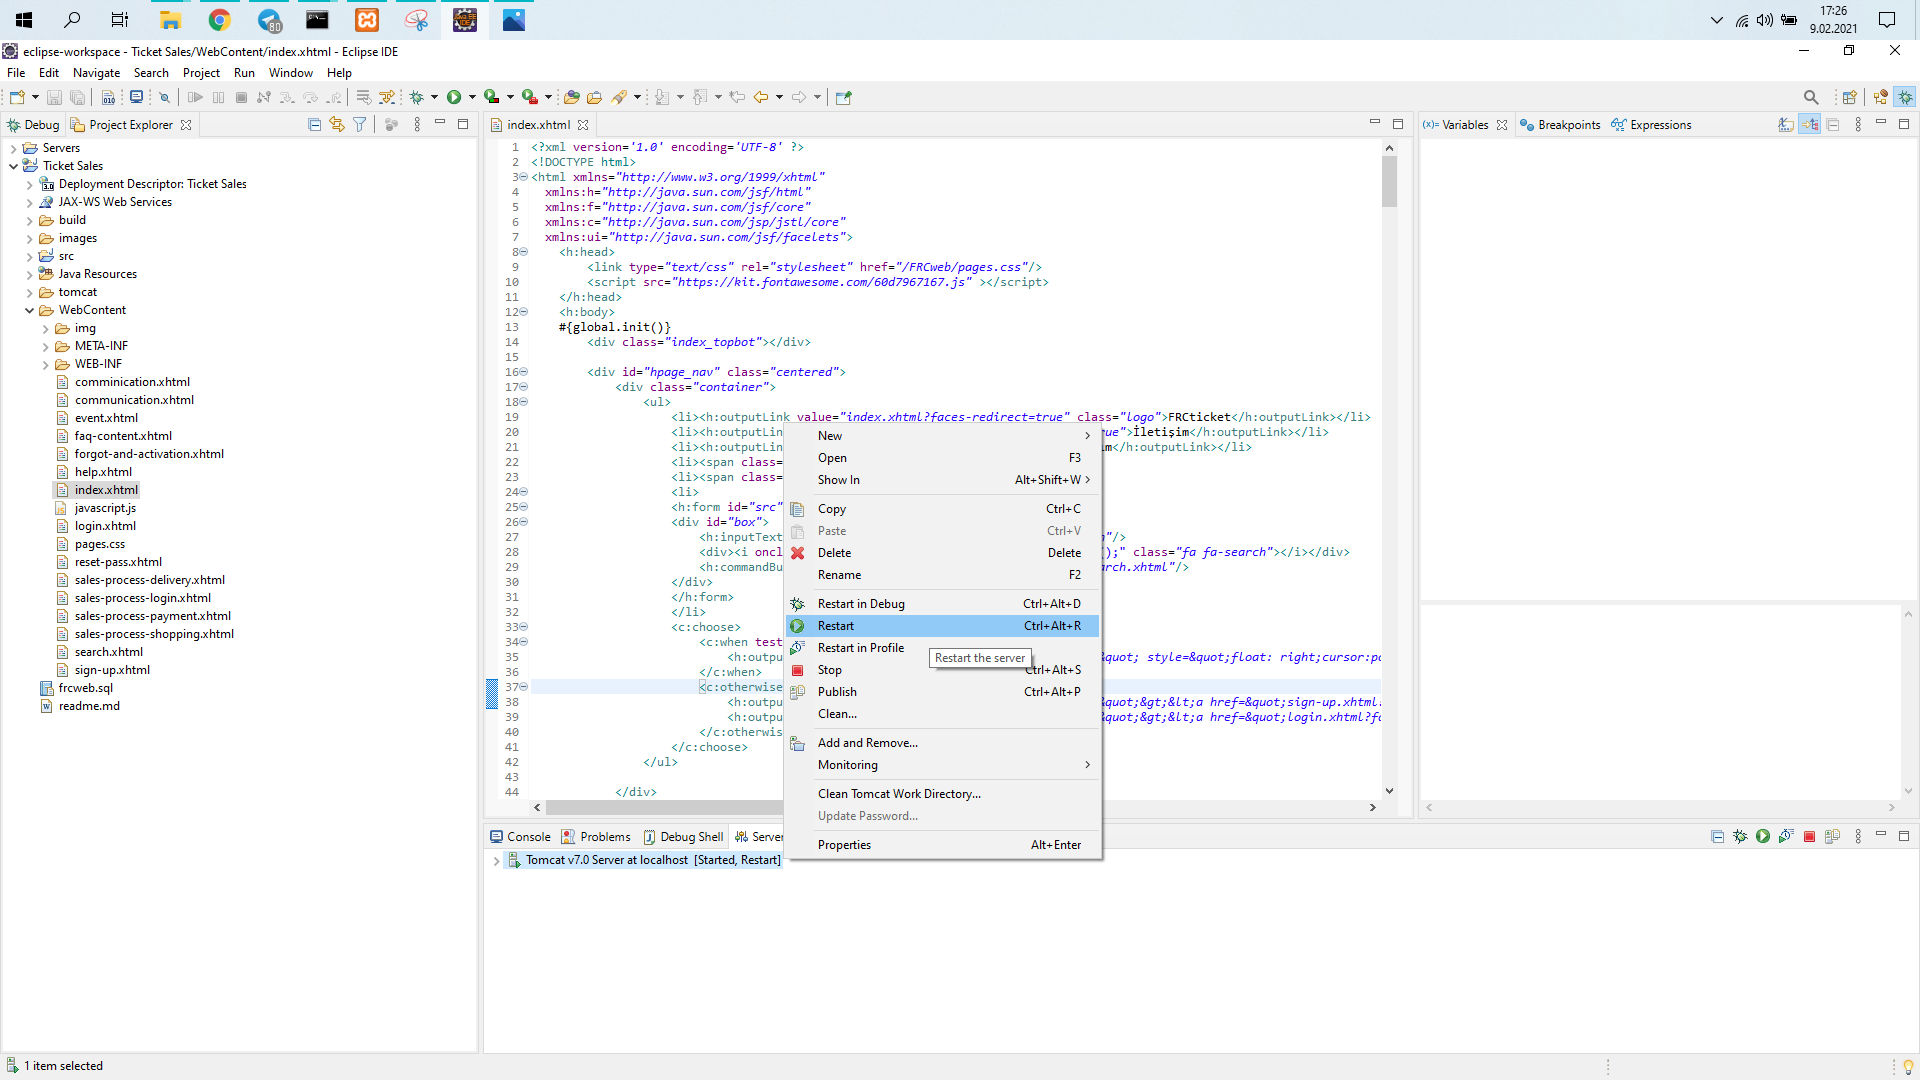 17:26
9.02.2021
80
eclipse-workspace - Ticket Sales/WebContent/index.xhtml - Eclipse IDE
File Edit Navigate Search Project Run Window Help
Debug Project Explorer
Servers
Ticket Sales
Deployment Descriptor: Ticket Sales
JAX-WS Web Services
build
images
src
Java Resources
tomcat
WebContent
img
META-INF
WEB-INF
comminication.xhtml
communication.xhtml
event.xhtml
faq-content.xhtml
forgot-and-activation.xhtml
help.xhtml
index.xhtml
javascript.js
login.xhtml
pages.css
reset-pass.xhtml
sales-process-delivery.xhtml
sales-process-login.xhtml
sales-process-payment.xhtml
sales-process-shopping.xhtml
search.xhtml
sign-up.xhtml
frcweb.sql
readme.md
index.xhtml
1 <?xml version='1.0' encoding='UTF-8' ?>
2 <!DOCTYPE html>
3 <html xmlns="http://www.w3.org/1999/xhtml"
4 xmlns:h="http://java.sun.com/jsf/html"
5 xmlns:f="http://java.sun.com/jsf/core"
6 xmlns:c="http://java.sun.com/jsp/jstl/core"
7 xmlns:ui="http://java.sun.com/jsf/facelets">
8 <h:head>
9 <link type="text/css" rel="stylesheet" href="/FRCweb/pages.css"/>
10 <script src="https://kit.fontawesome.com/60d7967167.js" ></script>
11 </h:head>
12 <h:body>
13 #{global.init()}
14 <div class="index_topbot"></div>
15
16 <div id="hpage_nav" class="centered">
17 <div class="container">
18 <ul>
19 <li><h:outputLink value="index.xhtml?faces-redirect=true" class="logo">FRCticket</h:outputLink></li>
20 <li><h:outputLin ue">İletişim</h:outputLink></li>
21 <li><h:outputLin m</h:outputLink></li>
22 <li><span class=
23 <li><span class=
24 <li>
25 <h:form id="src"
26 <div id="box">
27 <h:inputText "/>
28 <div><i oncl );" class="fa fa-search"></i></div>
29 <h:commandBu rch.xhtml"/>
30 </div>
31 </h:form>
32 </li>
33 <c:choose>
34 <c:when test
35 <h:outpu &quot; style=&quot;float: right;cursor:po
36 </c:when>
37 <c:otherwise
38 <h:outpu &quot;&gt;&lt;a href=&quot;sign-up.xhtml?
39 <h:outpu &quot;&gt;&lt;a href=&quot;login.xhtml?fa
40 </c:otherwis
41 </c:choose>
42 </ul>
43
44 </div>
New
Open F3
Show In Alt+Shift+W
Copy Ctrl+C
Paste Ctrl+V
Delete Delete
Rename F2
Restart in Debug Ctrl+Alt+D
Restart Ctrl+Alt+R
Restart in Profile
Restart the server
Stop Ctrl+Alt+S
Publish Ctrl+Alt+P
Clean...
Add and Remove...
Monitoring
Clean Tomcat Work Directory...
Update Password...
Properties Alt+Enter
(x)= Variables Breakpoints Expressions
Console Problems Debug Shell Server
Tomcat v7.0 Server at localhost [Started, Restart]
1 item selected